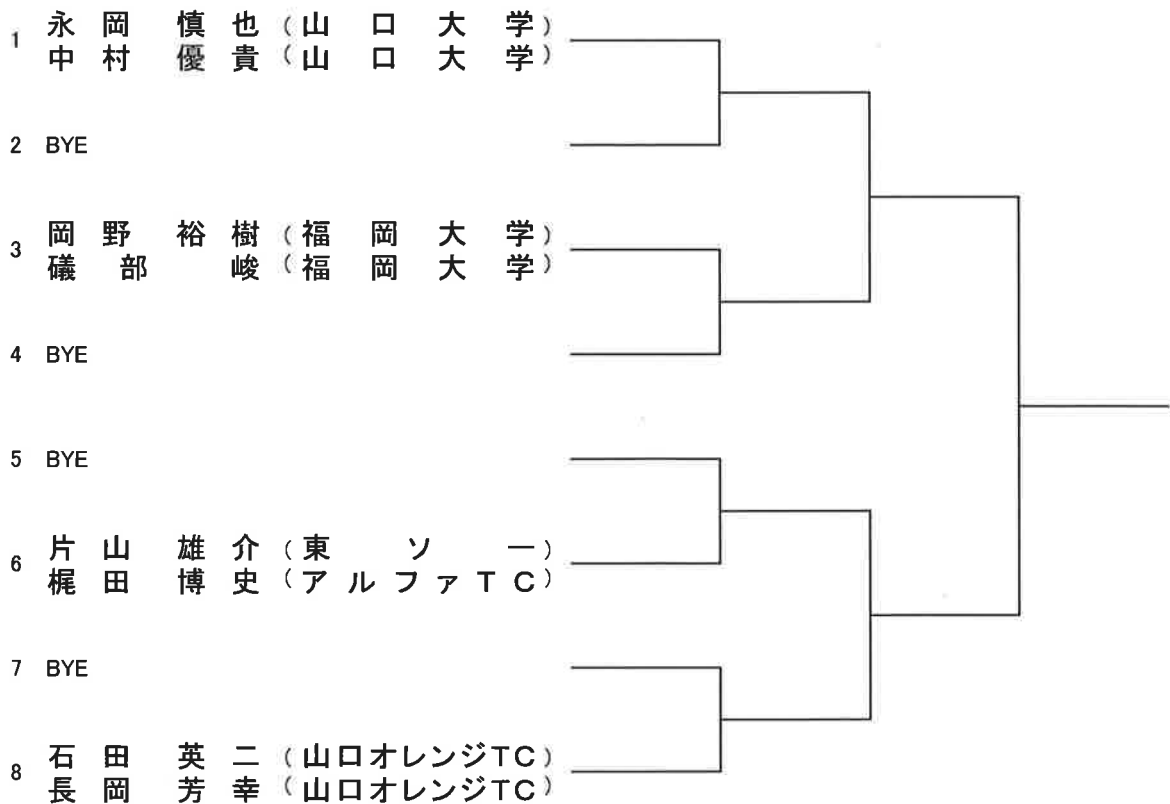 1 永岡 慎也 (山口大学)
中村 優貴 (山口大学)
2 BYE
3 岡野 裕樹 (福岡大学)
礒部 峻 (福岡大学)
4 BYE
5 BYE
6 片山 雄介 (東ソー)
梶田 博史 (アルファTC)
7 BYE
8 石田 英二 (山口オレンジTC)
長岡 芳幸 (山口オレンジTC)